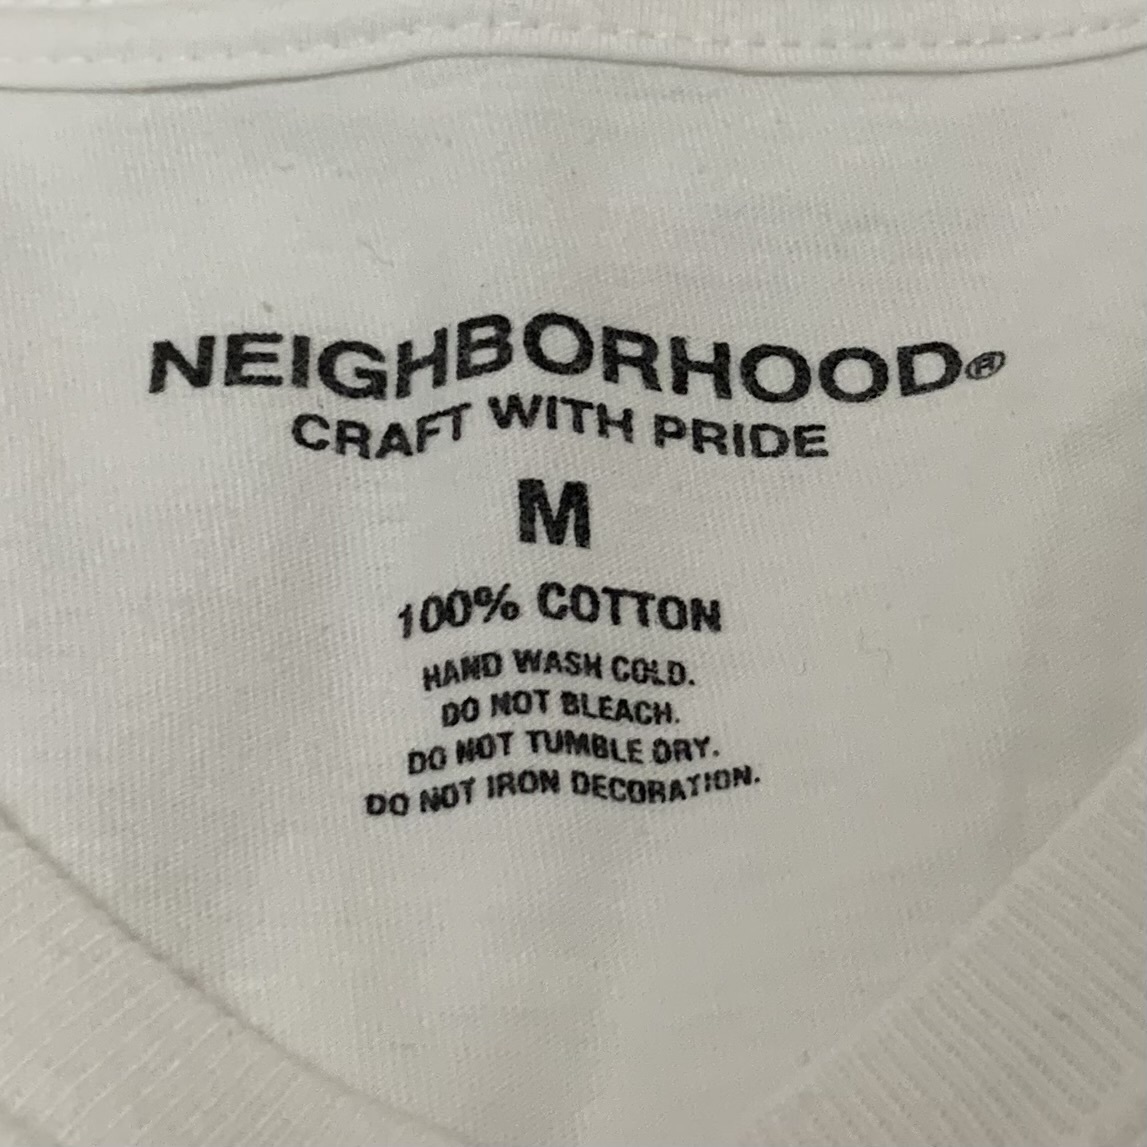 NEIGHBORHOOD®
CRAFT WITH PRIDE
M
100% COTTON
HAND WASH COLD.
DO NOT BLEACH.
DO NOT TUMBLE DRY.
DO NOT IRON DECORATION.